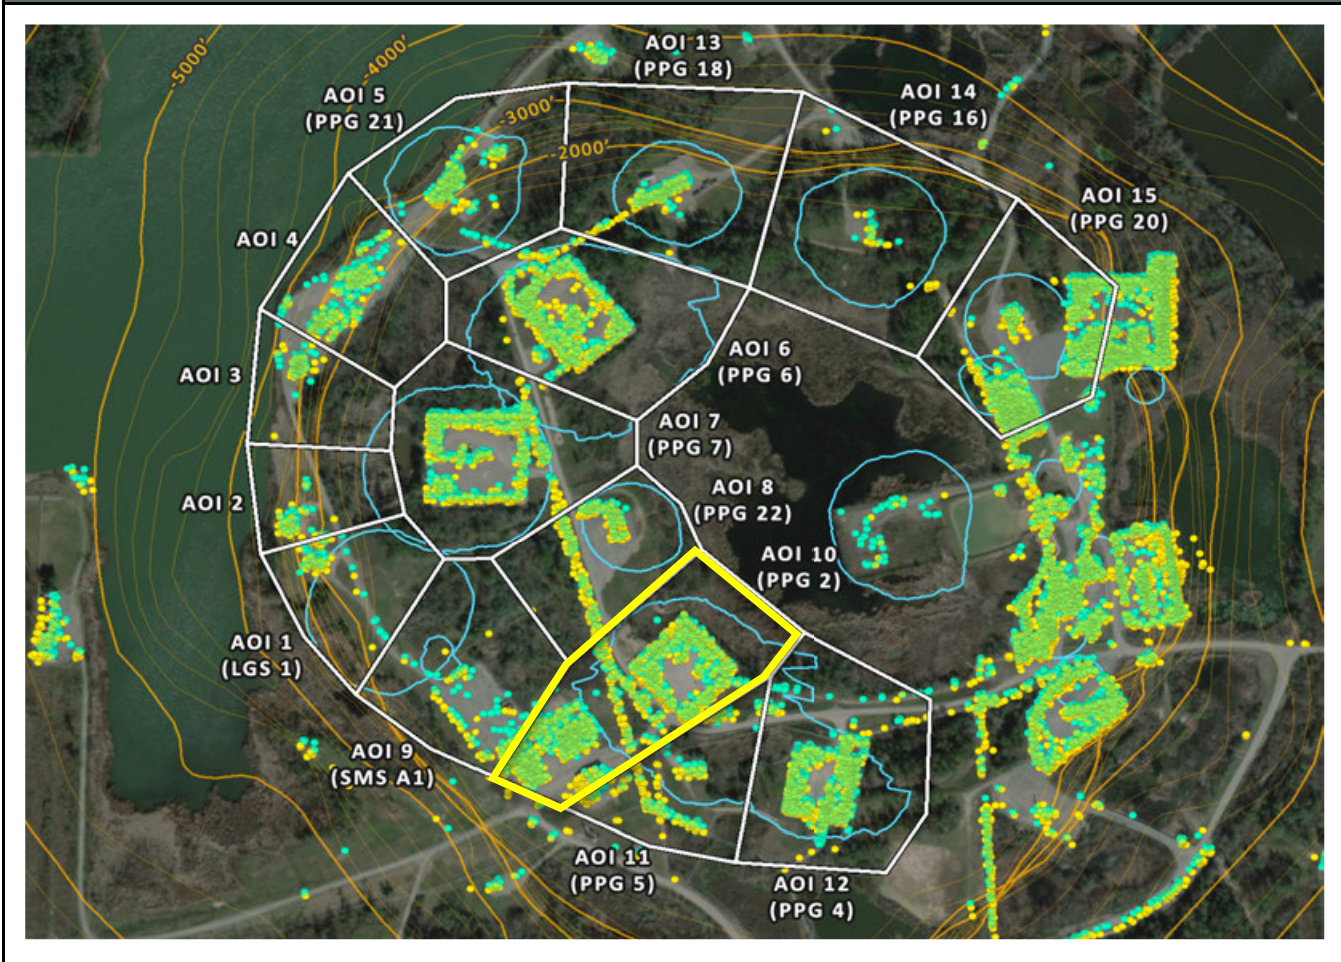 -5000'
-4000'
AOI 13
(PPG 18)
AOI 5
(PPG 21)
-3000'
-2000'
AOI 14
(PPG 16)
AOI 15
(PPG 20)
AOI 4
AOI 3
AOI 6
(PPG 6)
AOI 7
(PPG 7)
AOI 2
AOI 8
(PPG 22)
AOI 10
(PPG 2)
AOI 1
(LGS 1)
AOI 9
(SMS A1)
AOI 11
(PPG 5)
AOI 12
(PPG 4)